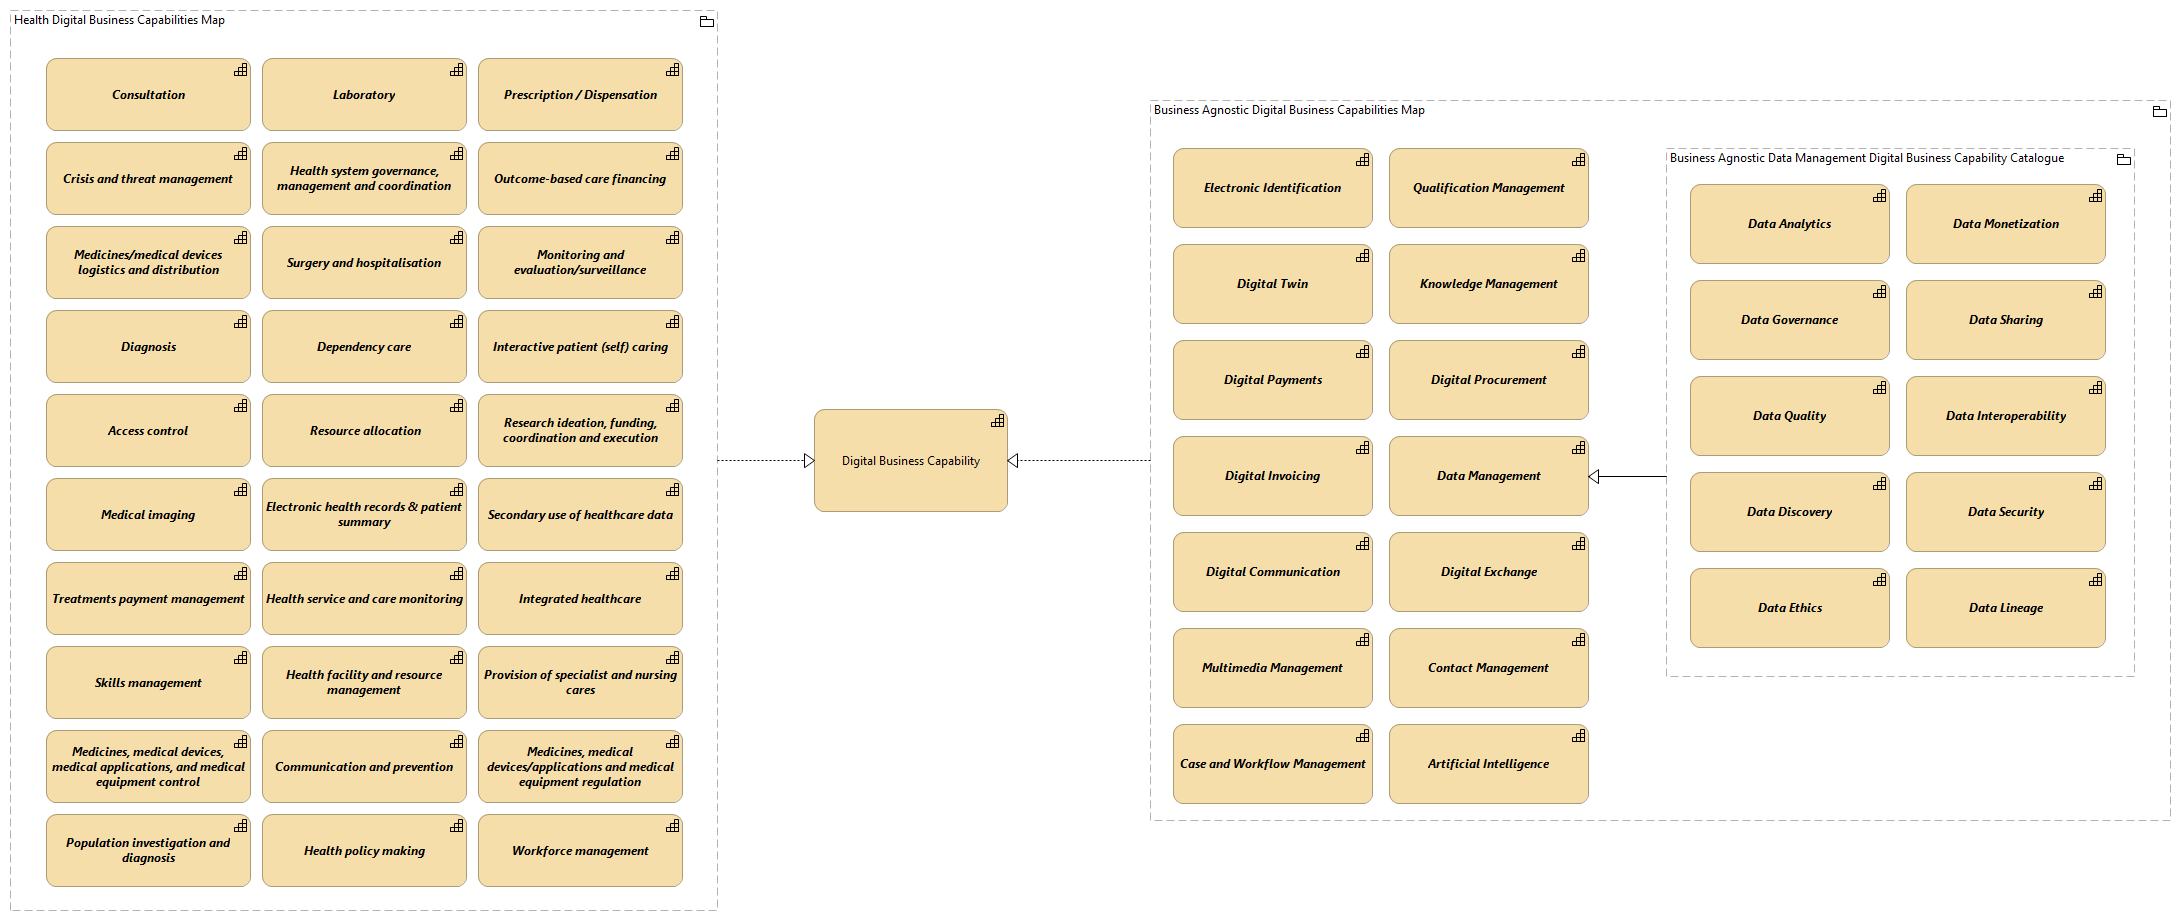 Health Digital Business Capabilities Map
Consultation
Laboratory
Prescription / Dispensation
Crisis and threat management
Health system governance,
management and coordination
Outcome-based care financing
Medicines/medical devices
logistics and distribution
Surgery and hospitalisation
Monitoring and
evaluation/surveillance
Diagnosis
Dependency care
Interactive patient (self) caring
Access control
Resource allocation
Research ideation, funding,
coordination and execution
Medical imaging
Electronic health records & patient
summary
Secondary use of healthcare data
Treatments payment management
Health service and care monitoring
Integrated healthcare
Skills management
Health facility and resource
management
Provision of specialist and nursing
cares
Medicines, medical devices,
medical applications, and medical
equipment control
Communication and prevention
Medicines, medical
devices/applications and medical
equipment regulation
Population investigation and
diagnosis
Health policy making
Workforce management
Digital Business Capability
Business Agnostic Digital Business Capabilities Map
Electronic Identification
Qualification Management
Digital Twin
Knowledge Management
Digital Payments
Digital Procurement
Digital Invoicing
Data Management
Digital Communication
Digital Exchange
Multimedia Management
Contact Management
Case and Workflow Management
Artificial Intelligence
Business Agnostic Data Management Digital Business Capability Catalogue
Data Analytics
Data Monetization
Data Governance
Data Sharing
Data Quality
Data Interoperability
Data Discovery
Data Security
Data Ethics
Data Lineage